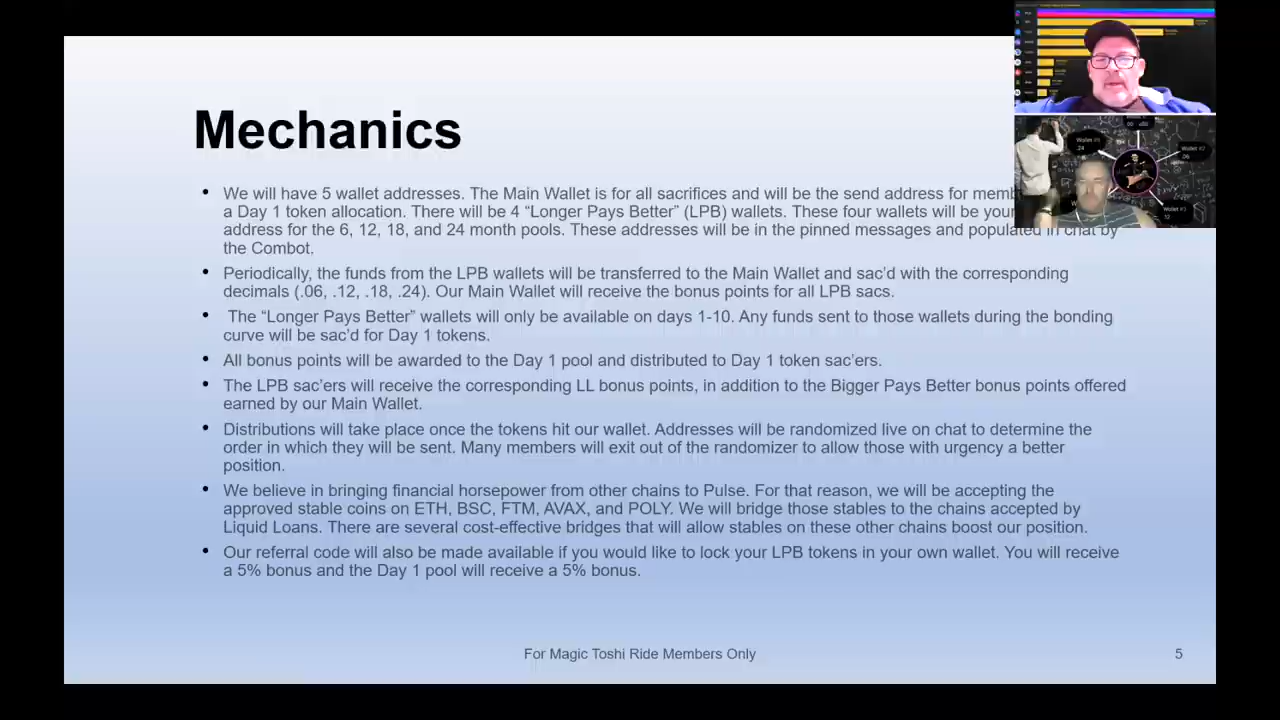 Mechanics
We will have 5 wallet addresses. The Main Wallet is for all sacrifices and will be the send address for
a Day 1 token allocation. There will be 4 “Longer Pays Better” (LPB) wallets. These four wallets will be your
address for the 6, 12, 18, and 24 month pools. These addresses will be in the pinned messages and populated in chat by
the Combot.
Periodically, the funds from the LPB wallets will be transferred to the Main Wallet and sac’d with the corresponding
decimals (.06, .12, .18, .24). Our Main Wallet will receive the bonus points for all LPB sacs.
The “Longer Pays Better” wallets will only be available on days 1-10. Any funds sent to those wallets during the bonding
curve will be sac’d for Day 1 tokens.
All bonus points will be awarded to the Day 1 pool and distributed to Day 1 token sac’ers.
The LPB sac’ers will receive the corresponding LL bonus points, in addition to the Bigger Pays Better bonus points offered
earned by our Main Wallet.
Distributions will take place once the tokens hit our wallet. Addresses will be randomized live on chat to determine the
order in which they will be sent. Many members will exit out of the randomizer to allow those with urgency a better
position.
We believe in bringing financial horsepower from other chains to Pulse. For that reason, we will be accepting the
approved stable coins on ETH, BSC, FTM, AVAX, and POLY. We will bridge those stables to the chains accepted by
Liquid Loans. There are several cost-effective bridges that will allow stables on these other chains boost our position.
Our referral code will also be made available if you would like to lock your LPB tokens in your own wallet. You will receive
a 5% bonus and the Day 1 pool will receive a 5% bonus.
For Magic Toshi Ride Members Only
5